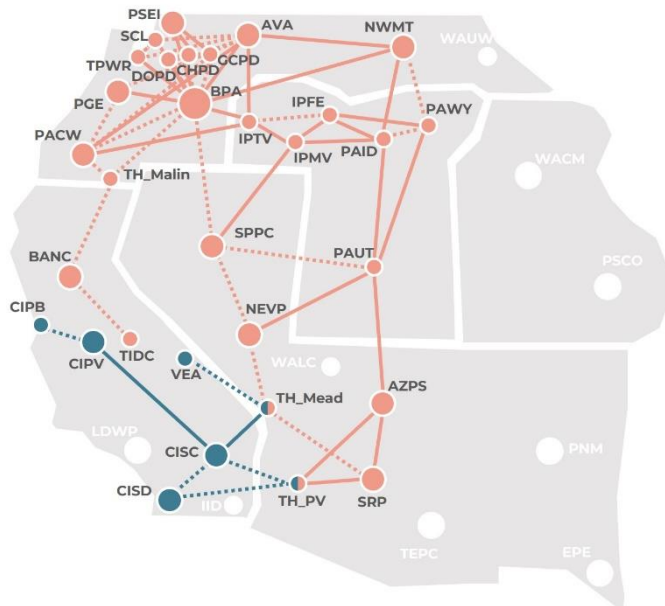 PSEI
AVA
NWMT
SCL
WAUW
TPWR
DOPD
CHPD
GCPD
PGE
BPA
IPFE
PAWY
IPTV
PACW
IPMV
PAID
TH_Malin
WACM
SPPC
BANC
PAUT
PSCO
CIPB
NEVP
CIPV
TIDC
VEA
WALC
TH_Mead
AZPS
LDWP
CISC
PNM
CISD
IID
TH_PV
SRP
TEPC
EPE